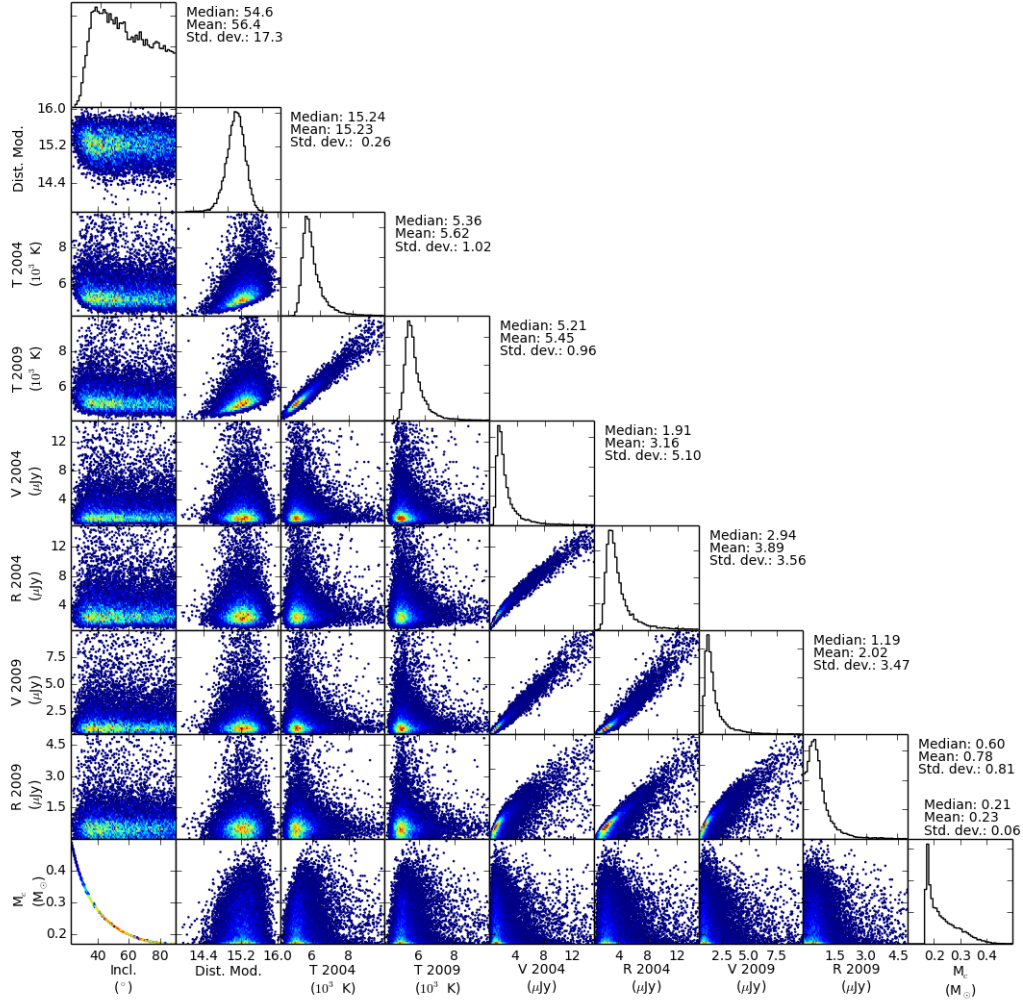 Median: 54.6
Mean: 56.4
Std. dev.: 17.3
16.0
15.2
14.4
Dist. Mod.
Median: 15.24
Mean: 15.23
Std. dev.: 0.26
8
6
T 2004
(10³ K)
Median: 5.36
Mean: 5.62
Std. dev.: 1.02
8
6
T 2009
(10³ K)
Median: 5.21
Mean: 5.45
Std. dev.: 0.96
12
8
4
V 2004
(μJy)
Median: 1.91
Mean: 3.16
Std. dev.: 5.10
12
8
4
R 2004
(μJy)
Median: 2.94
Mean: 3.89
Std. dev.: 3.56
7.5
5.0
2.5
V 2009
(μJy)
Median: 1.19
Mean: 2.02
Std. dev.: 3.47
4.5
3.0
1.5
R 2009
(μJy)
Median: 0.60
Mean: 0.78
Std. dev.: 0.81
Median: 0.21
Mean: 0.23
Std. dev.: 0.06
0.4
0.3
0.2
M꜀
(M☉)
40 60 80
Incl.
(°)
14.4 15.2 16.0
Dist. Mod.
6 8
T 2004
(10³ K)
6 8
T 2009
(10³ K)
4 8 12
V 2004
(μJy)
4 8 12
R 2004
(μJy)
2.5 5.0 7.5
V 2009
(μJy)
1.5 3.0 4.5
R 2009
(μJy)
0.2 0.3 0.4
M꜀
(M☉)